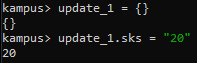 kampus> update_1 = {}
{}
kampus> update_1.sks = "20"
20